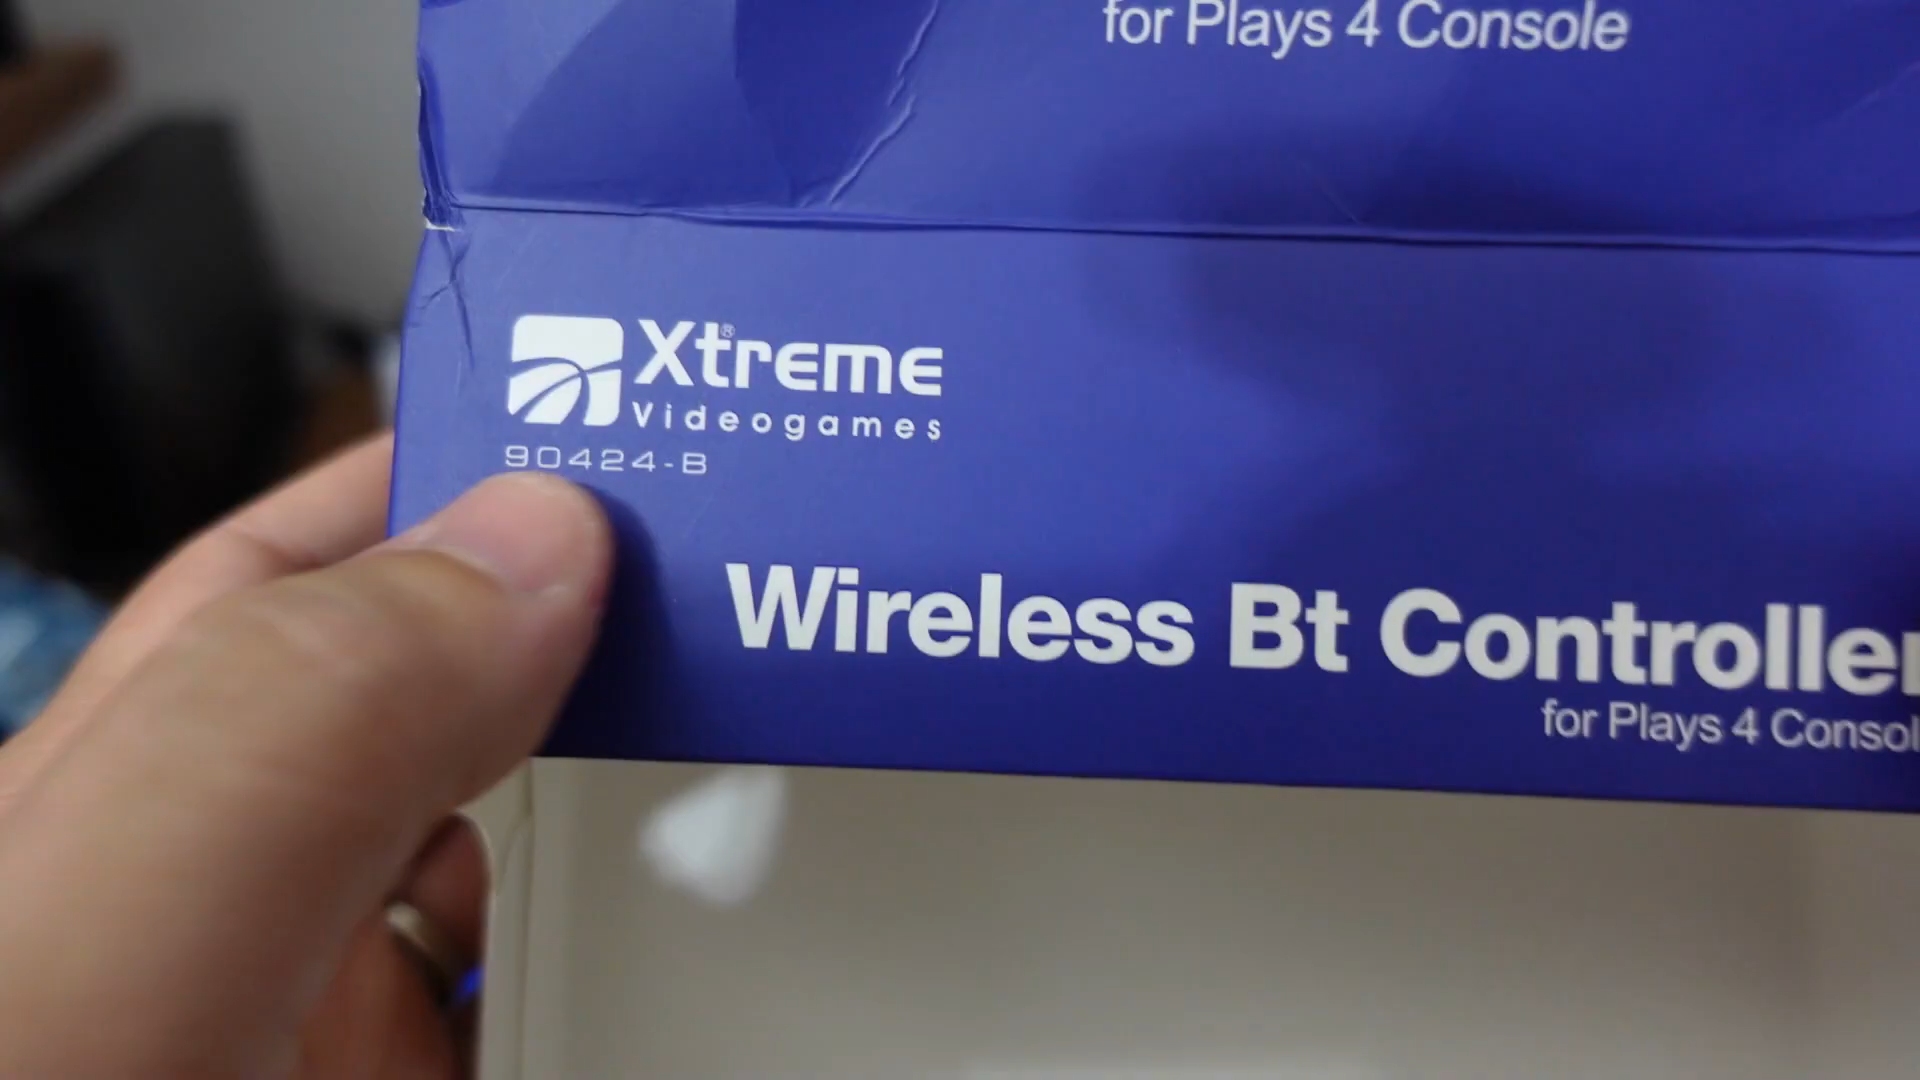 for Plays 4 Console
Xtreme®
Videogames
90424-B
Wireless Bt Controller
for Plays 4 Consol